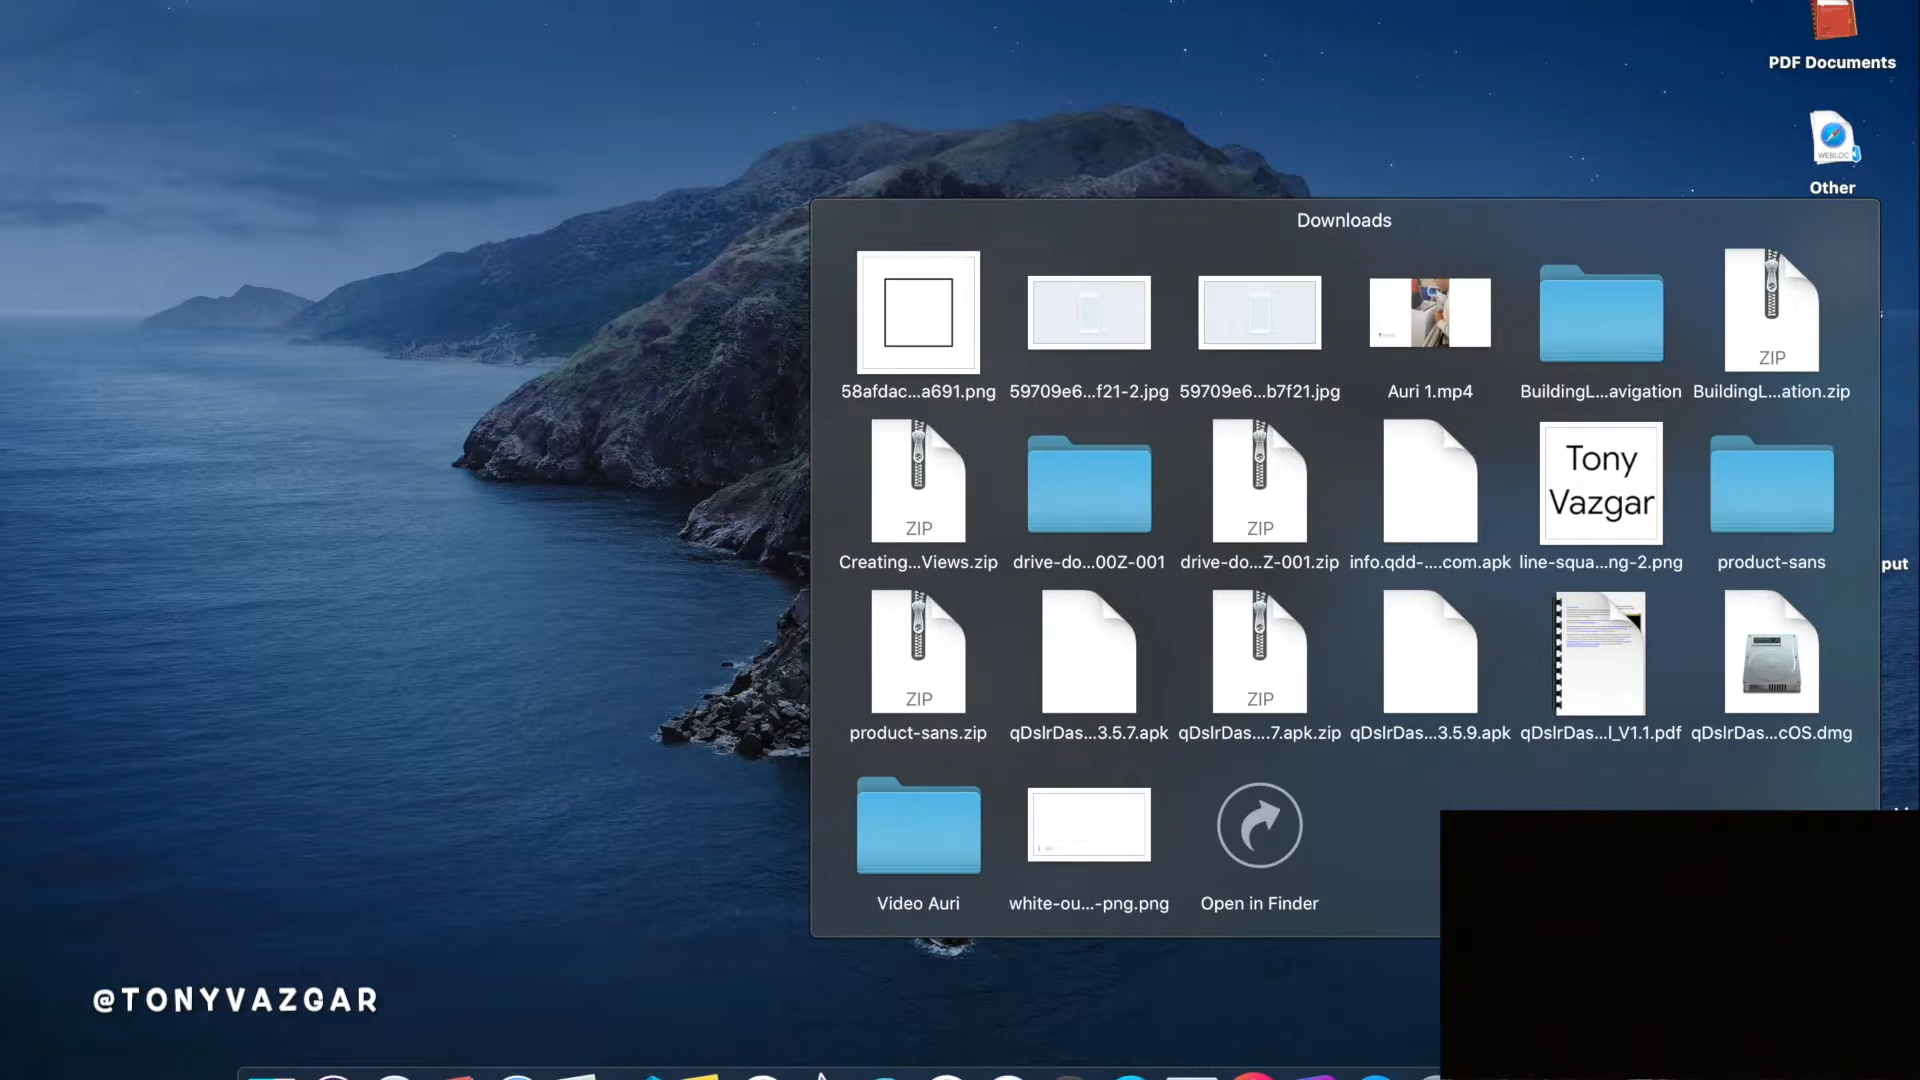 PDF Documents
WEBLOC
Other
Downloads
58afdac...a691.png
59709e6...f21-2.jpg
59709e6...b7f21.jpg
Auri 1.mp4
BuildingL...avigation
ZIP
BuildingL...ation.zip
ZIP
Creating...Views.zip
drive-do...00Z-001
ZIP
drive-do...Z-001.zip
info.qdd-....com.apk
Tony
Vazgar
line-squa...ng-2.png
product-sans
put
ZIP
product-sans.zip
qDslrDas...3.5.7.apk
ZIP
qDslrDas....7.apk.zip
qDslrDas...3.5.9.apk
qDslrDas...l_V1.1.pdf
qDslrDas...cOS.dmg
Video Auri
white-ou...-png.png
Open in Finder
@TONYVAZGAR